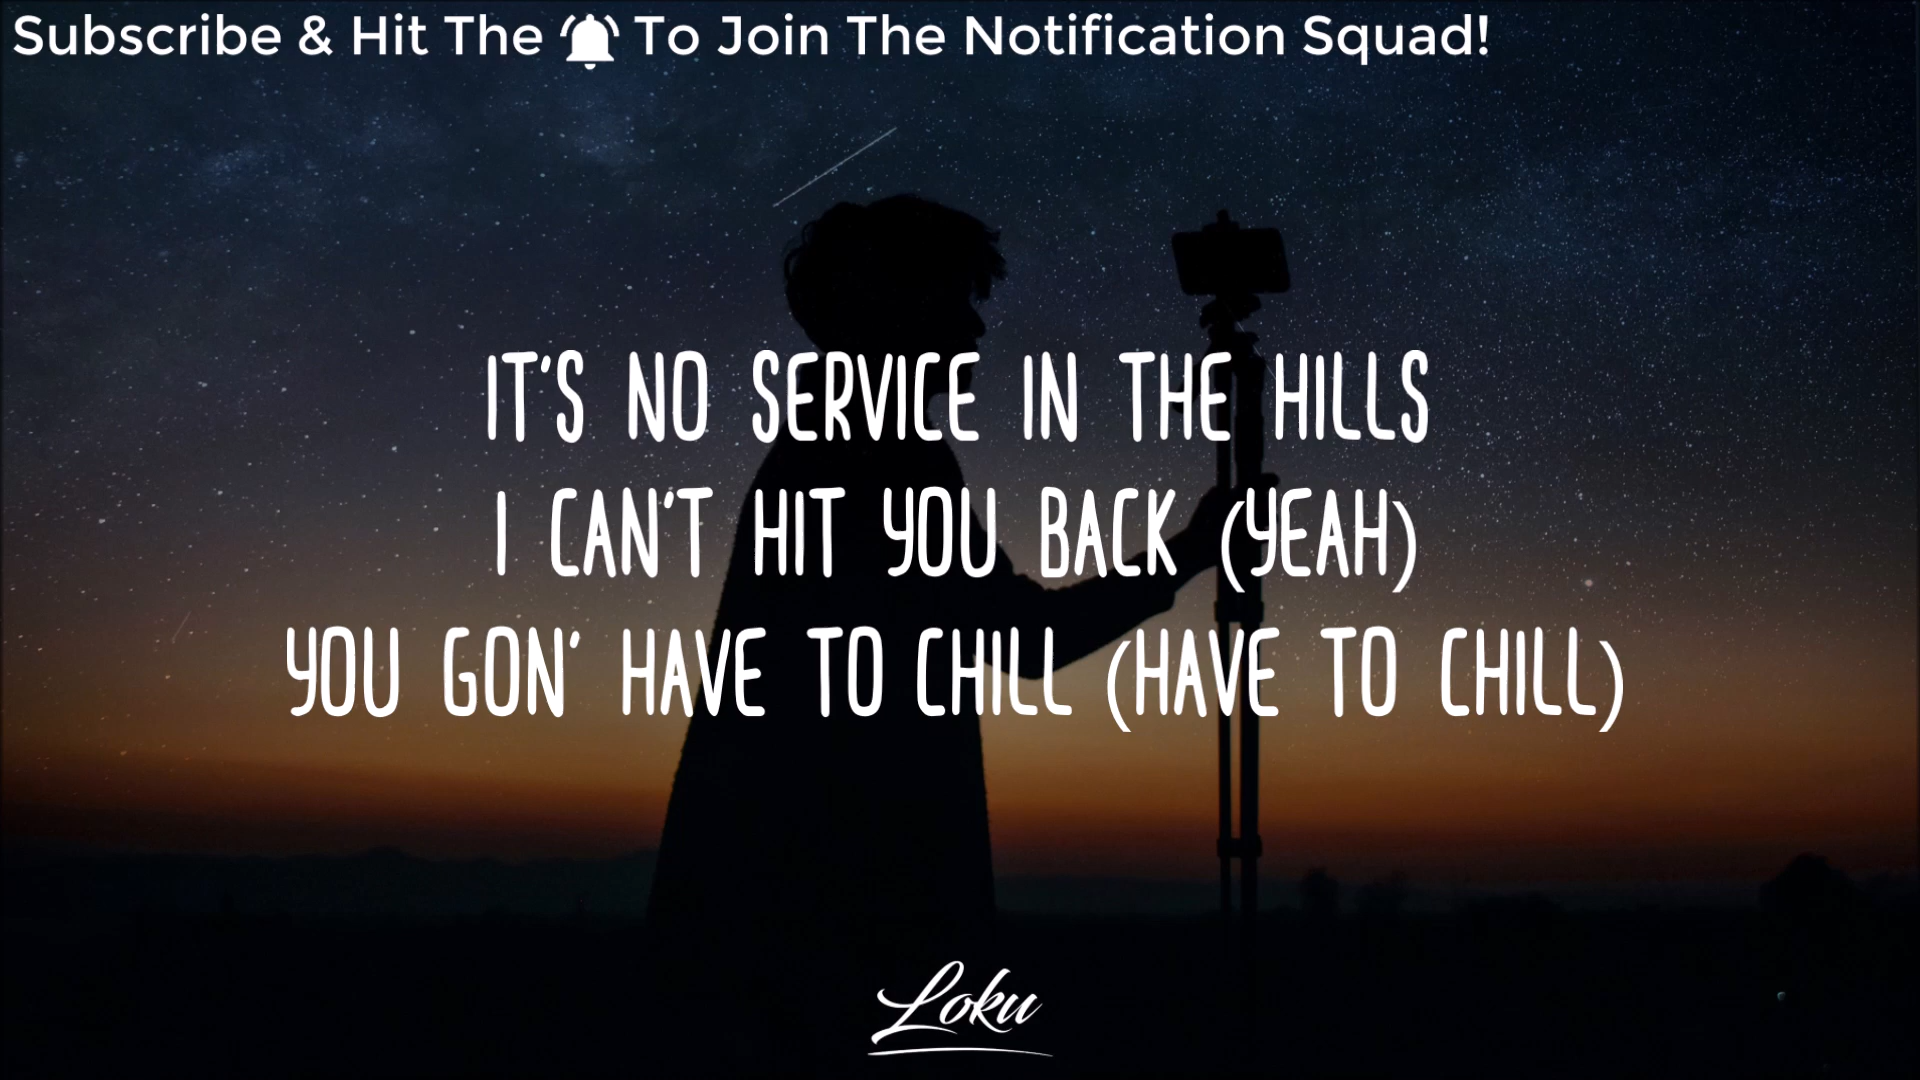 Subscribe & Hit The 🔔 To Join The Notification Squad!
IT'S NO SERVICE IN THE HILLS
I CAN'T HIT YOU BACK (YEAH)
YOU GON' HAVE TO CHILL (HAVE TO CHILL)
Loku